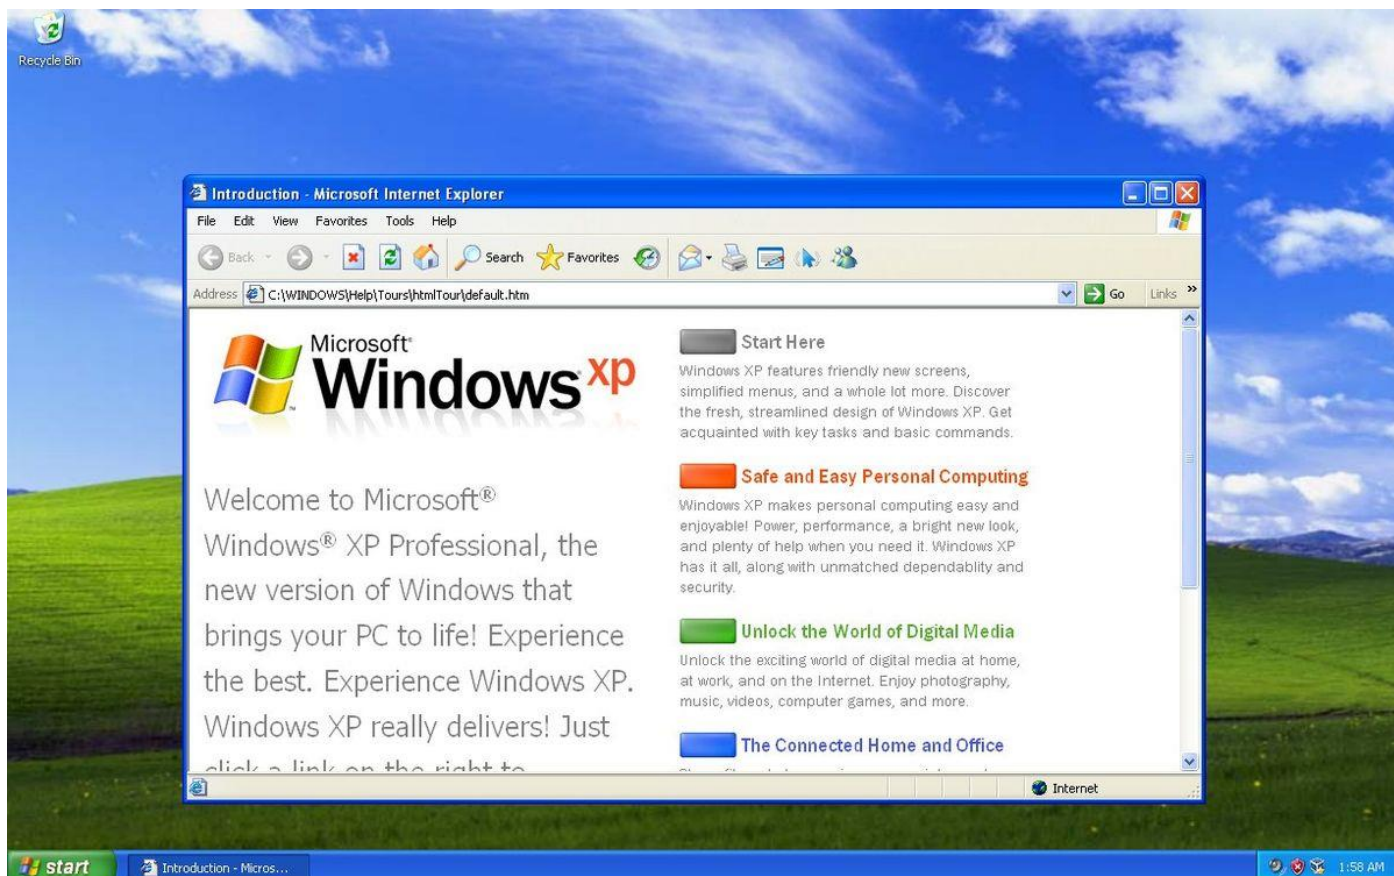 Recycle Bin
Introduction - Microsoft Internet Explorer
File Edit View Favorites Tools Help
Back Search Favorites
Address C:\WINDOWS\Help\Tours\htmlTour\default.htm Go Links »
Microsoft®
Windows xp
Welcome to Microsoft®
Windows® XP Professional, the
new version of Windows that
brings your PC to life! Experience
the best. Experience Windows XP.
Windows XP really delivers! Just
click a link on the right to
Start Here
Windows XP features friendly new screens,
simplified menus, and a whole lot more. Discover
the fresh, streamlined design of Windows XP. Get
acquainted with key tasks and basic commands.
Safe and Easy Personal Computing
Windows XP makes personal computing easy and
enjoyable! Power, performance, a bright new look,
and plenty of help when you need it. Windows XP
has it all, along with unmatched dependablity and
security.
Unlock the World of Digital Media
Unlock the exciting world of digital media at home,
at work, and on the Internet. Enjoy photography,
music, videos, computer games, and more.
The Connected Home and Office
Internet
start
Introduction - Micros...
1:58 AM